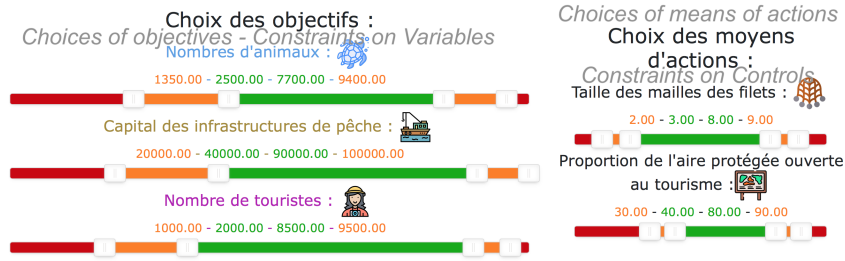 Choix des objectifs :
Choices of objectives - Constraints on Variables
Nombres d'animaux :
1350.00 - 2500.00 - 7700.00 - 9400.00
Capital des infrastructures de pêche :
20000.00 - 40000.00 - 90000.00 - 100000.00
Nombre de touristes :
1000.00 - 2000.00 - 8500.00 - 9500.00
Choices of means of actions
Choix des moyens
d'actions :
Constraints on Controls
Taille des mailles des filets :
2.00 - 3.00 - 8.00 - 9.00
Proportion de l'aire protégée ouverte
au tourisme :
30.00 - 40.00 - 80.00 - 90.00